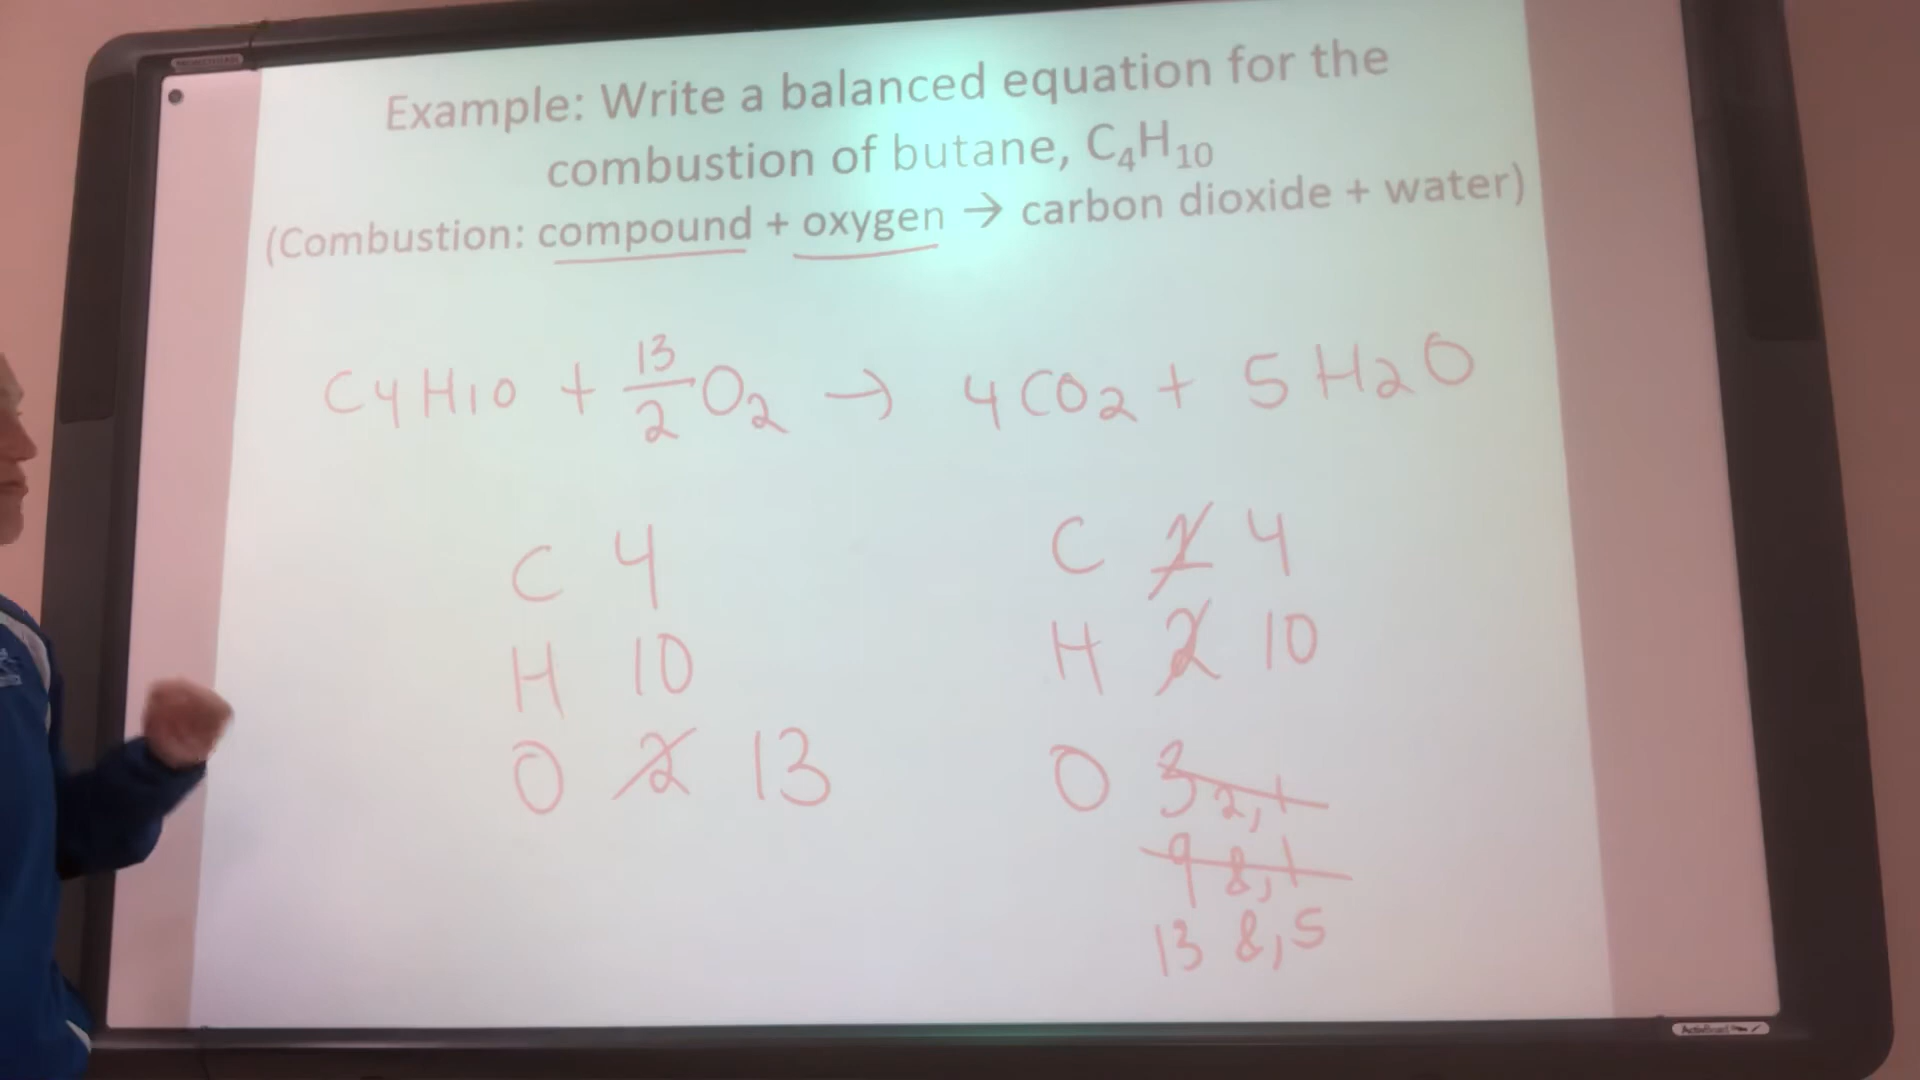 Example: Write a balanced equation for the
combustion of butane, C₄H₁₀
(Combustion: compound + oxygen → carbon dioxide + water)
C4H10 + 13/2 O2 → 4CO2 + 5H2O
C 4
H 10
O 2 13
C 1 4
H 2 10
O 3 2,1
9 8,1
13 8,5
ActivBoard